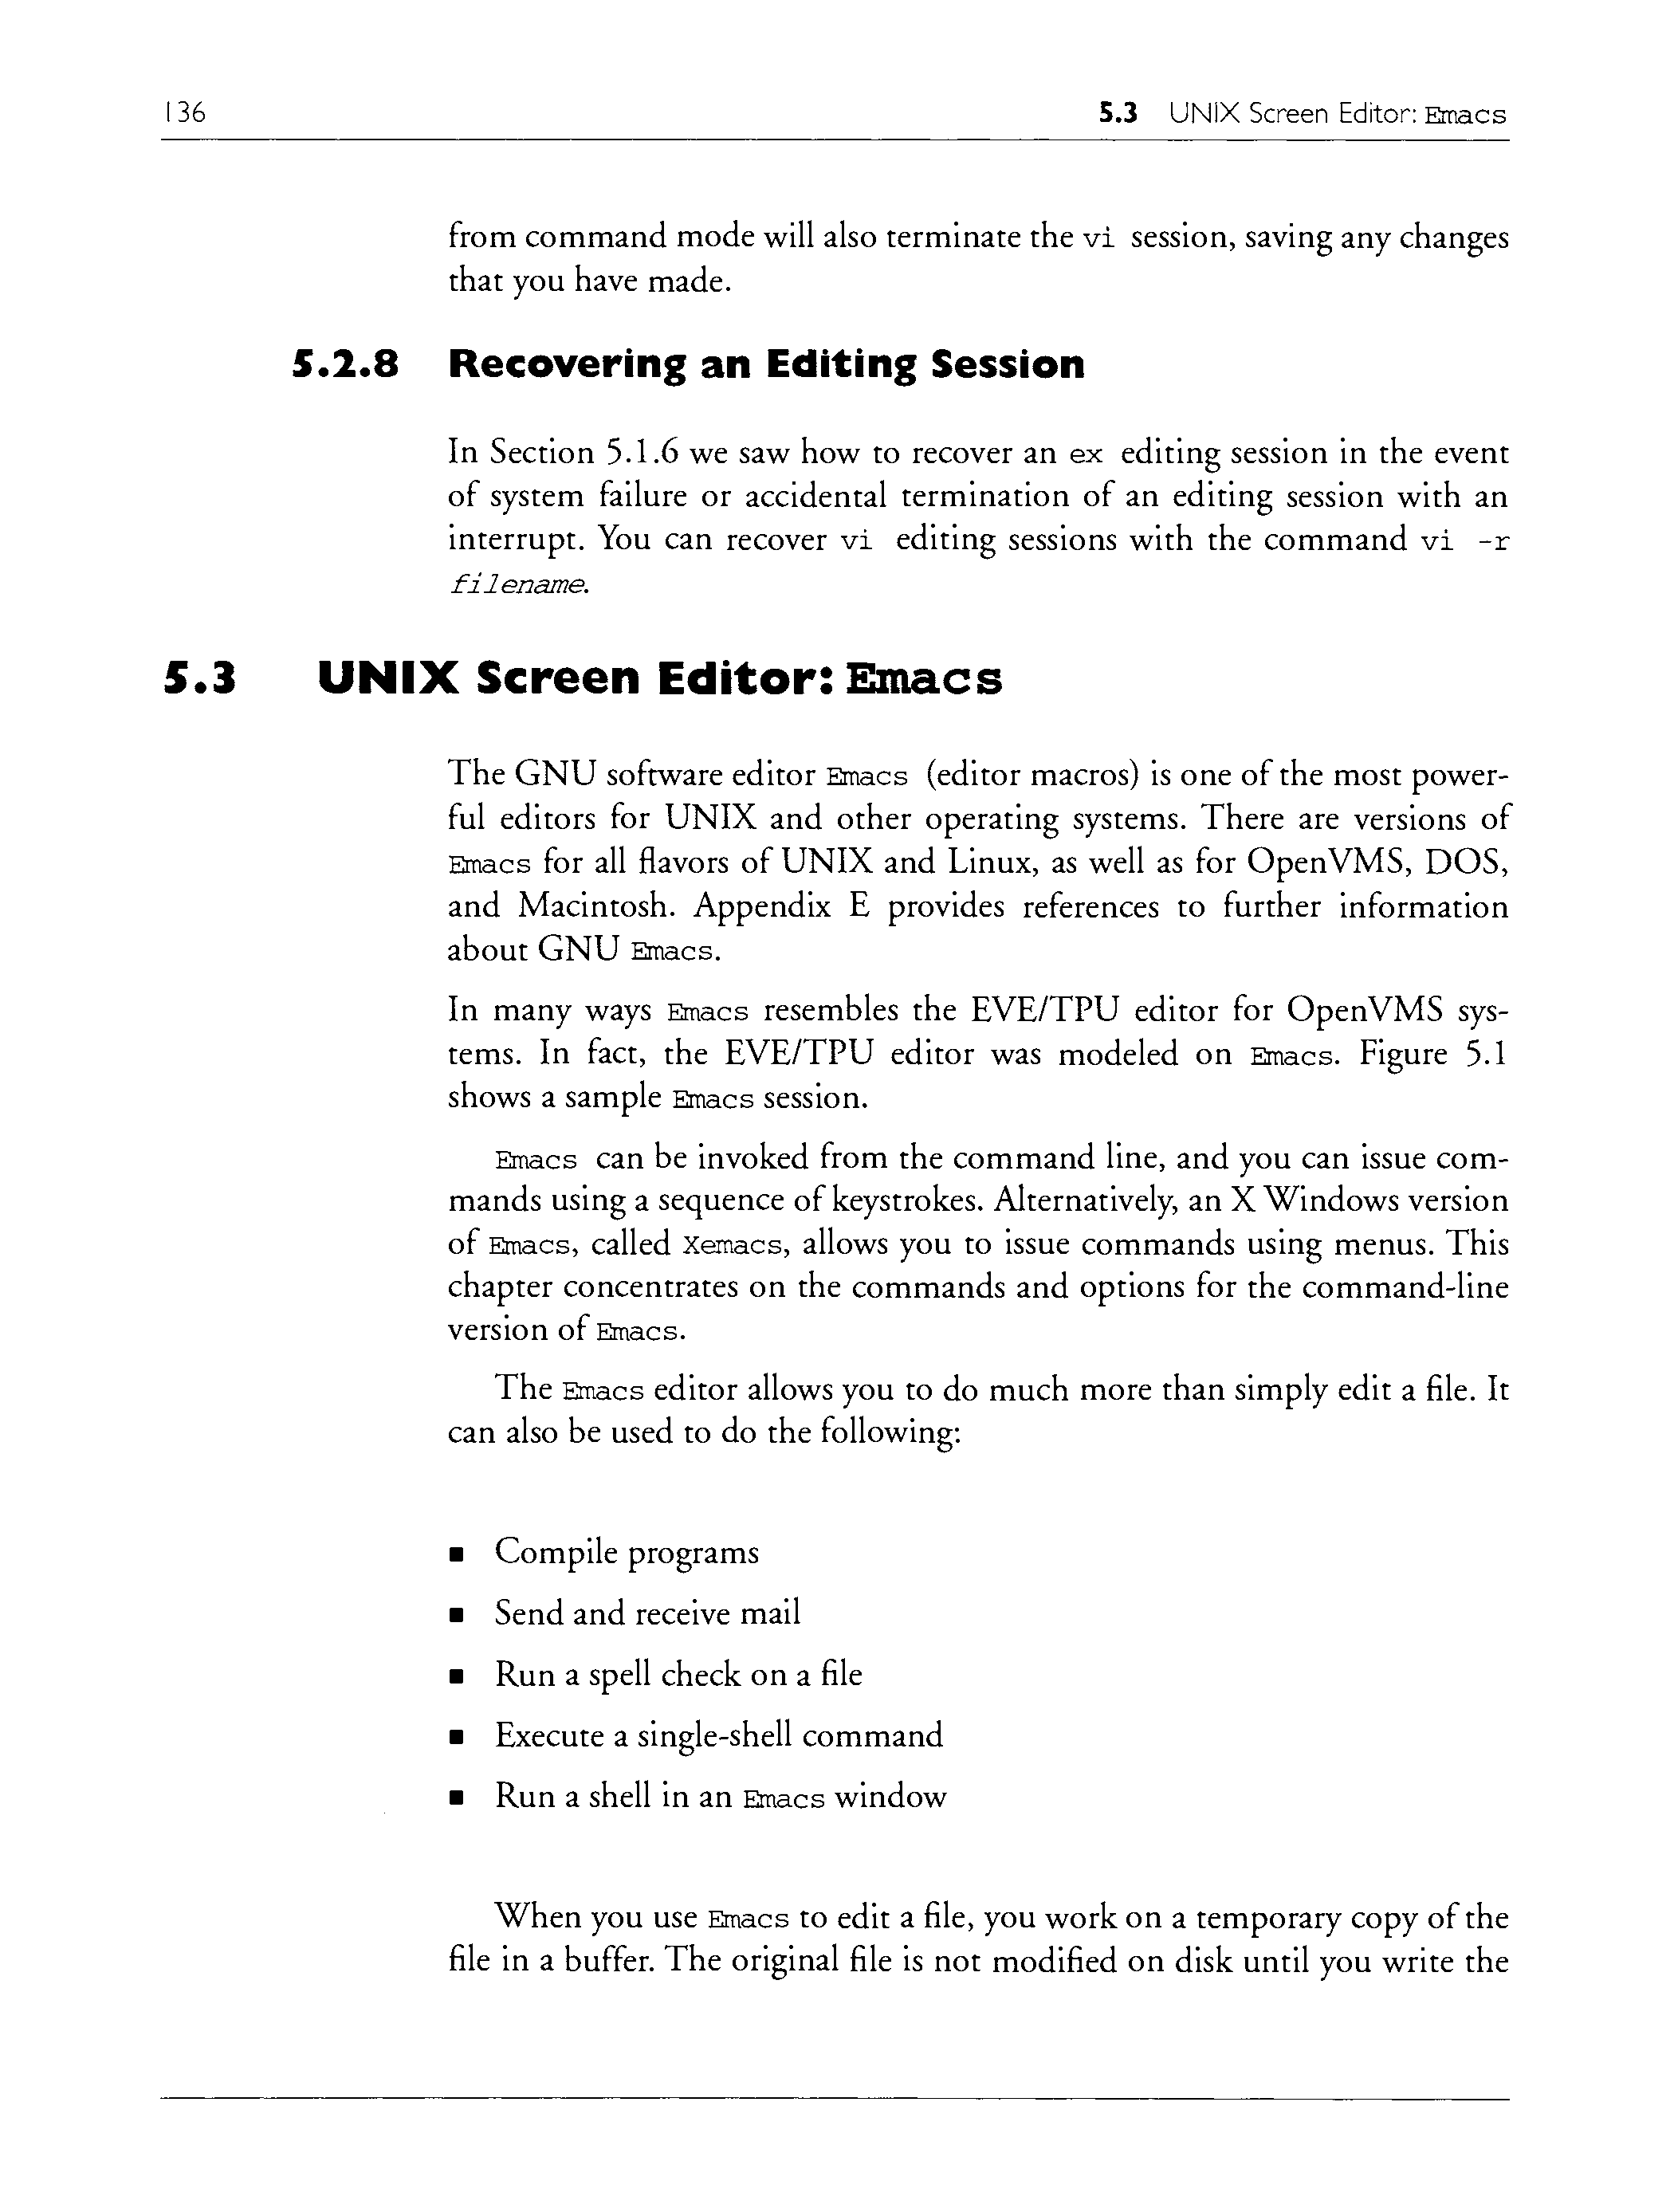 136 5.3 UNIX Screen Editor: Emacs
from command mode will also terminate the vi session, saving any changes
that you have made.
5.2.8 Recovering an Editing Session
In Section 5.1.6 we saw how to recover an ex editing session in the event
of system failure or accidental termination of an editing session with an
interrupt. You can recover vi editing sessions with the command vi -r
filename.
5.3 UNIX Screen Editor: Emacs
The GNU software editor Emacs (editor macros) is one of the most power-
ful editors for UNIX and other operating systems. There are versions of
Emacs for all flavors of UNIX and Linux, as well as for OpenVMS, DOS,
and Macintosh. Appendix E provides references to further information
about GNU Emacs.
In many ways Emacs resembles the EVE/TPU editor for OpenVMS sys-
tems. In fact, the EVE/TPU editor was modeled on Emacs. Figure 5.1
shows a sample Emacs session.
Emacs can be invoked from the command line, and you can issue com-
mands using a sequence of keystrokes. Alternatively, an X Windows version
of Emacs, called Xemacs, allows you to issue commands using menus. This
chapter concentrates on the commands and options for the command-line
version of Emacs.
The Emacs editor allows you to do much more than simply edit a file. It
can also be used to do the following:
■ Compile programs
■ Send and receive mail
■ Run a spell check on a file
■ Execute a single-shell command
■ Run a shell in an Emacs window
When you use Emacs to edit a file, you work on a temporary copy of the
file in a buffer. The original file is not modified on disk until you write the